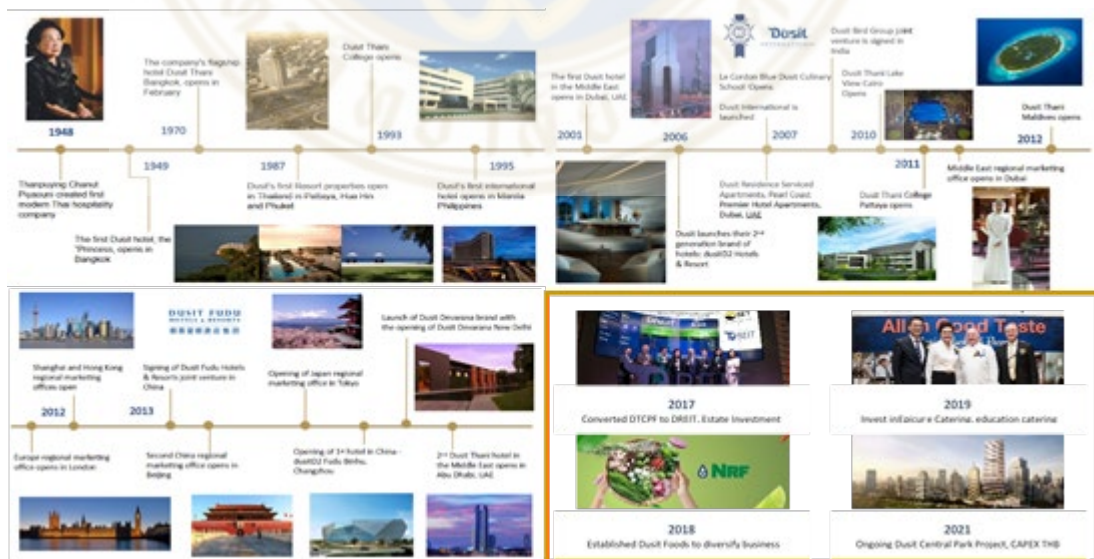 1948
Thanpuying Chanut
Piyaoui created first
modern Thai hospitality
company
1949
The first Dusit hotel, the
"Princess, opens in
Bangkok
1970
The company's flagship
hotel Dusit Thani
Bangkok, opens in
February
1987
Dusit's first Resort properties open
in Thailand in Pattaya, Hua Hin
and Phuket
1993
Dusit Thani
College opens
1995
Dusit's first international
hotel opens in Manila
Philippines
2001
The first Dusit hotel
in the Middle East
opens in Dubai, UAE
2006
Dusit launches their 2nd
generation brand of
hotels: dusitD2 Hotels
& Resort
Dusit
INTERNATIONAL
Le Cordon Bleu Dusit Culinary
School Opens
Dusit International is
launched
2007
Dusit Residence Serviced
Apartments, Pearl Coast
Premier Hotel Apartments,
Dubai, UAE
Dusit Bird Group joint
venture is signed in
India
2010
Dusit Thani Lake
View Cairo
Opens
Dusit Thani College
Pattaya opens
2011
Middle East regional marketing
office opens in Dubai
Dusit Thani
Maldives opens
2012
Shanghai and Hong Kong
regional marketing
offices open
2012
Europe regional marketing
office opens in London
DUSIT FUDU
HOTELS & RESORTS
Signing of Dusit Fudu Hotels
& Resorts joint venture in
China
2013
Second China regional
marketing office opens in
Beijing
Opening of Japan regional
marketing office in Tokyo
Opening of 1st hotel in China -
dusitD2 Fudu Binhu,
Changzhou
Launch of Dusit Devarana brand with
the opening of Dusit Devarana New Delhi
2nd Dusit Thani hotel in
the Middle East opens in
Abu Dhabi, UAE
2017
Converted DTCPF to DREIT. Estate Investment
All in Good Taste
2019
Invest inEpicure Catering. education catering
NRF
2018
Established Dusit Foods to diversify business
2021
Ongoing Dusit Central Park Project, CAPEX THB